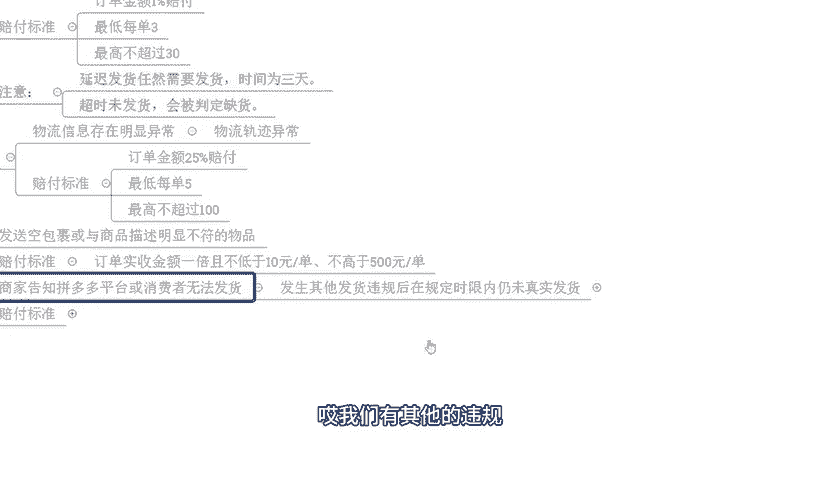 订单金额1%赔付
赔付标准 最低每单3
最高不超过30
延迟发货任然需要发货，时间为三天。
注意：
超时未发货，会被判定缺货。
物流信息存在明显异常 物流轨迹异常
订单金额25%赔付
赔付标准 最低每单5
最高不超过100
发送空包裹或与商品描述明显不符的物品
赔付标准 订单实收金额一倍且不低于10元/单、不高于500元/单
商家告知拼多多平台或消费者无法发货 发生其他发货违规后在规定时限内仍未真实发货
赔付标准
哎我们有其他的违规